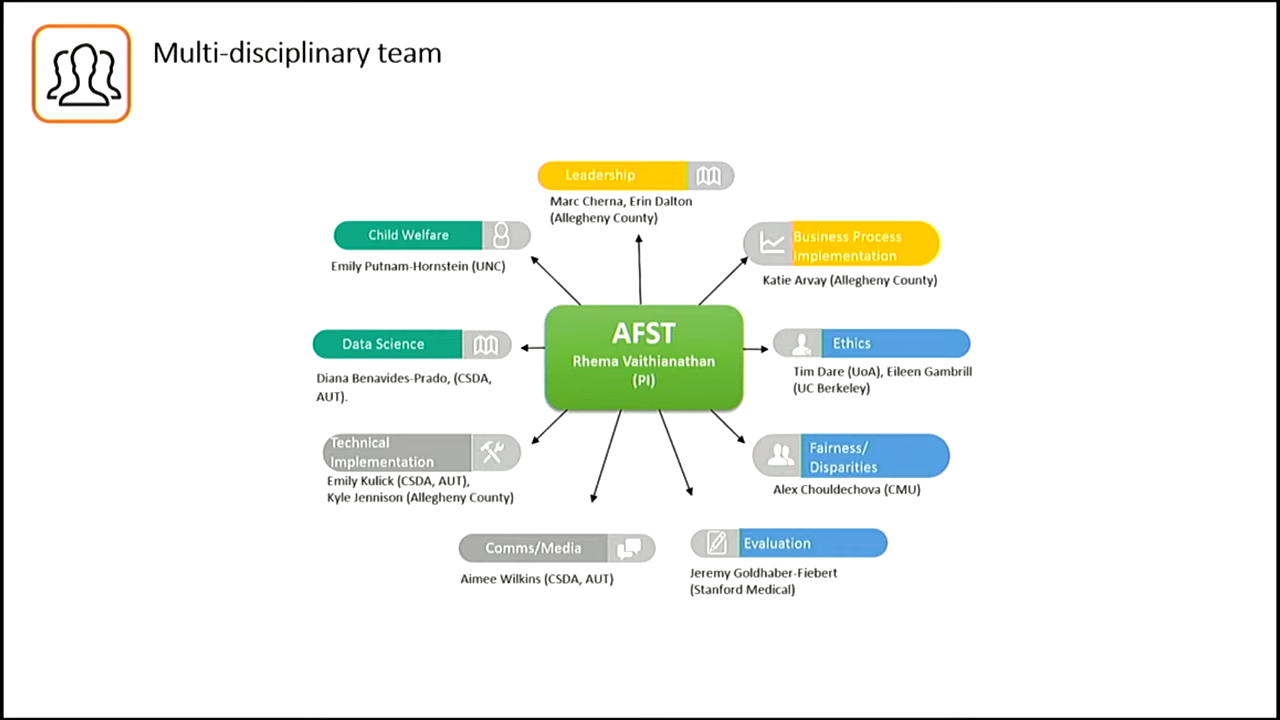 Multi-disciplinary team
Leadership
Marc Cherna, Erin Dalton
(Allegheny County)
Child Welfare
Emily Putnam-Hornstein (UNC)
Business Process
Implementation
Katie Arvay (Allegheny County)
AFST
Rhema Vaithianathan
(PI)
Data Science
Diana Benavides-Prado, (CSDA,
AUT).
Ethics
Tim Dare (UoA), Eileen Gambrill
(UC Berkeley)
Technical
Implementation
Emily Kulick (CSDA, AUT),
Kyle Jennison (Allegheny County)
Fairness/
Disparities
Alex Chouldechova (CMU)
Comms/Media
Aimee Wilkins (CSDA, AUT)
Evaluation
Jeremy Goldhaber-Fiebert
(Stanford Medical)